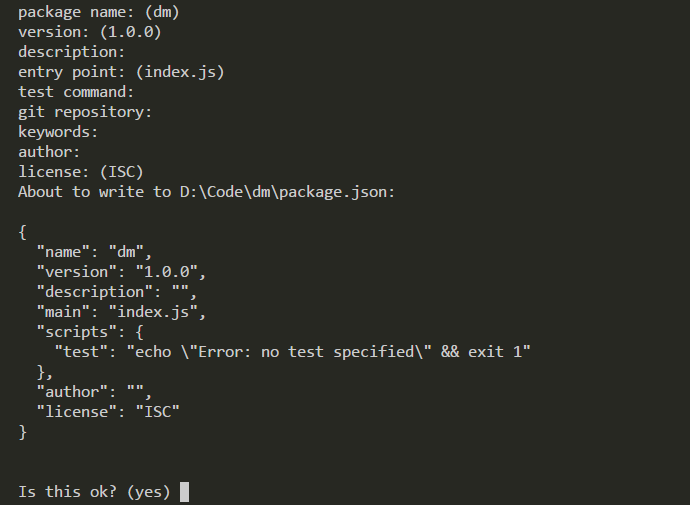 package name: (dm)
version: (1.0.0)
description:
entry point: (index.js)
test command:
git repository:
keywords:
author:
license: (ISC)
About to write to D:\Code\dm\package.json:
{
"name": "dm",
"version": "1.0.0",
"description": "",
"main": "index.js",
"scripts": {
"test": "echo \"Error: no test specified\" && exit 1"
},
"author": "",
"license": "ISC"
}
Is this ok? (yes)